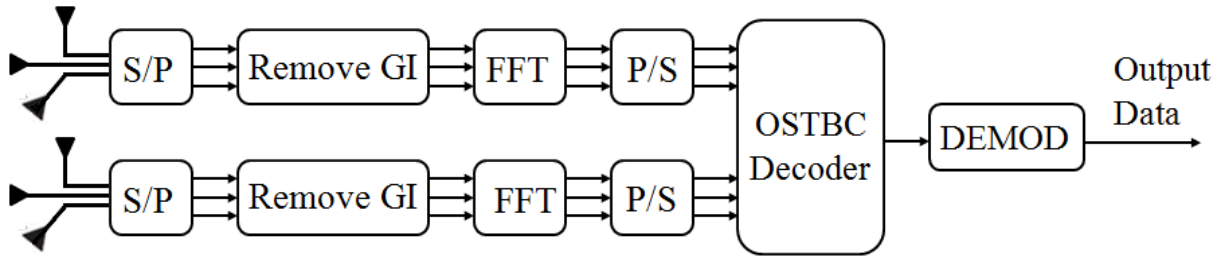 S/P
Remove GI
FFT
P/S
OSTBC
Decoder
DEMOD
Output
Data
S/P
Remove GI
FFT
P/S